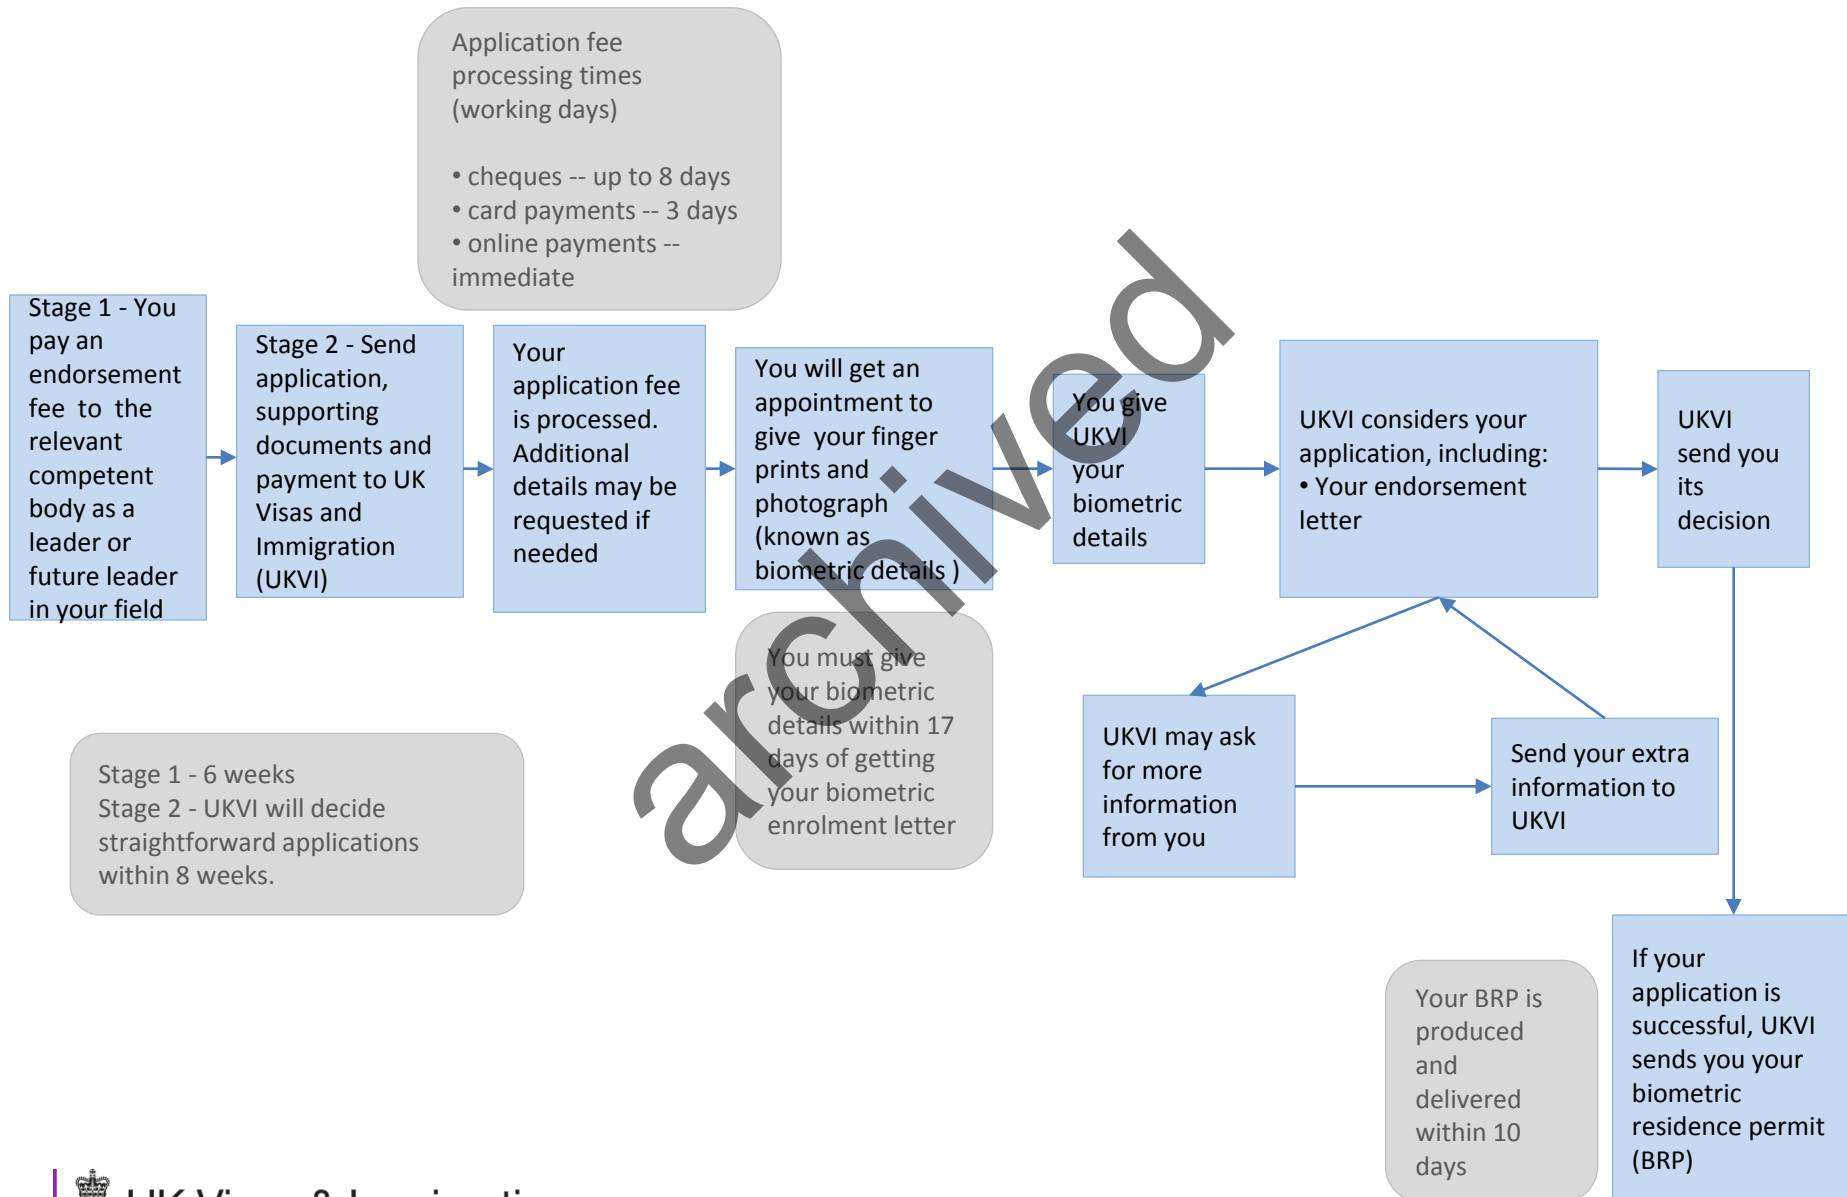 Application fee
processing times
(working days)
• cheques -- up to 8 days
• card payments -- 3 days
• online payments --
immediate
Stage 1 - You
pay an
endorsement
fee to the
relevant
competent
body as a
leader or
future leader
in your field
Stage 2 - Send
application,
supporting
documents and
payment to UK
Visas and
Immigration
(UKVI)
Your
application fee
is processed.
Additional
details may be
requested if
needed
You will get an
appointment to
give your finger
prints and
photograph
(known as
biometric details )
You give
UKVI
your
biometric
details
UKVI considers your
application, including:
• Your endorsement
letter
UKVI
send you
its
decision
archived
You must give
your biometric
details within 17
days of getting
your biometric
enrolment letter
Stage 1 - 6 weeks
Stage 2 - UKVI will decide
straightforward applications
within 8 weeks.
UKVI may ask
for more
information
from you
Send your extra
information to
UKVI
Your BRP is
produced
and
delivered
within 10
days
If your
application is
successful, UKVI
sends you your
biometric
residence permit
(BRP)